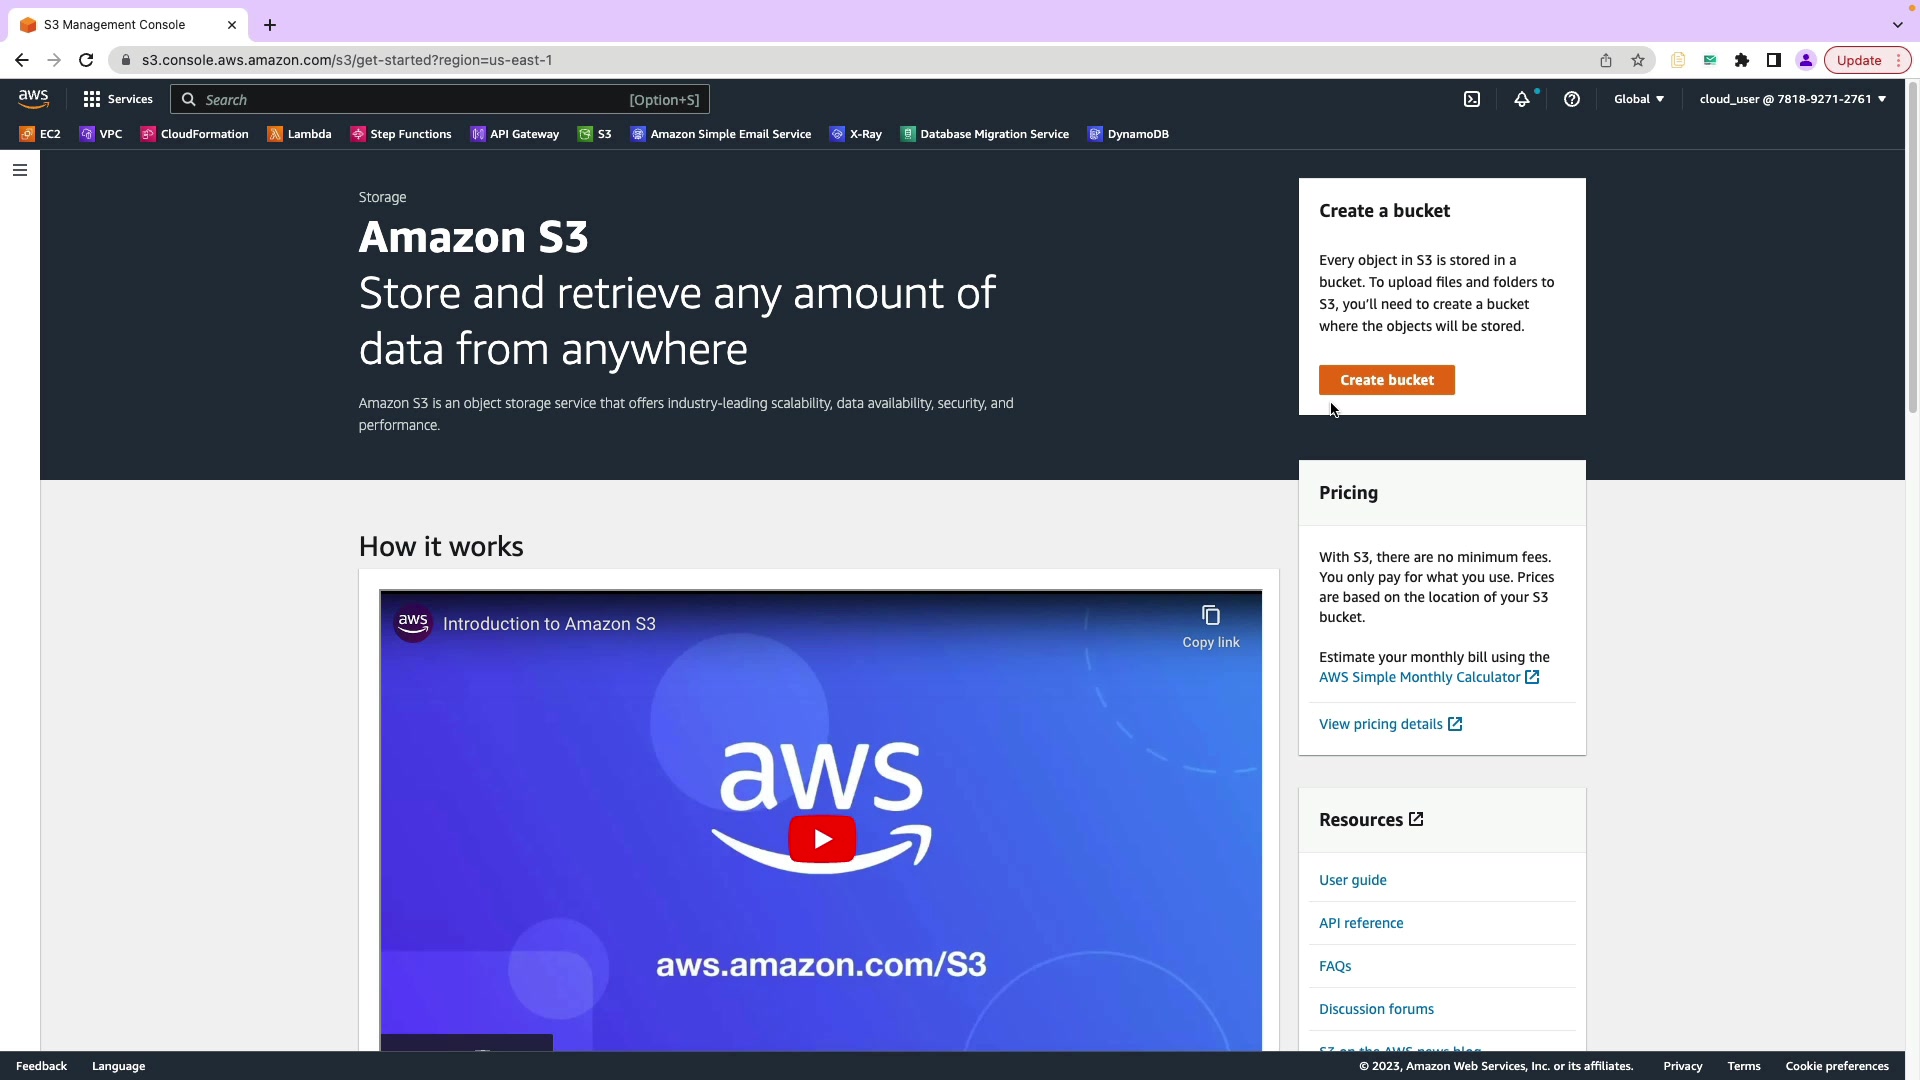 S3 Management Console
s3.console.aws.amazon.com/s3/get-started?region=us-east-1
Update
aws
Services
Search
[Option+S]
Global
cloud_user @ 7818-9271-2761
EC2
VPC
CloudFormation
Lambda
Step Functions
API Gateway
S3
Amazon Simple Email Service
X-Ray
Database Migration Service
DynamoDB
Storage
Amazon S3
Store and retrieve any amount of
data from anywhere
Amazon S3 is an object storage service that offers industry-leading scalability, data availability, security, and
performance.
Create a bucket
Every object in S3 is stored in a
bucket. To upload files and folders to
S3, you'll need to create a bucket
where the objects will be stored.
Create bucket
How it works
aws
Introduction to Amazon S3
Copy link
aws
aws.amazon.com/S3
Pricing
With S3, there are no minimum fees.
You only pay for what you use. Prices
are based on the location of your S3
bucket.
Estimate your monthly bill using the
AWS Simple Monthly Calculator
View pricing details
Resources
User guide
API reference
FAQs
Discussion forums
S3 on the AWS news blog
Feedback
Language
© 2023, Amazon Web Services, Inc. or its affiliates.
Privacy
Terms
Cookie preferences